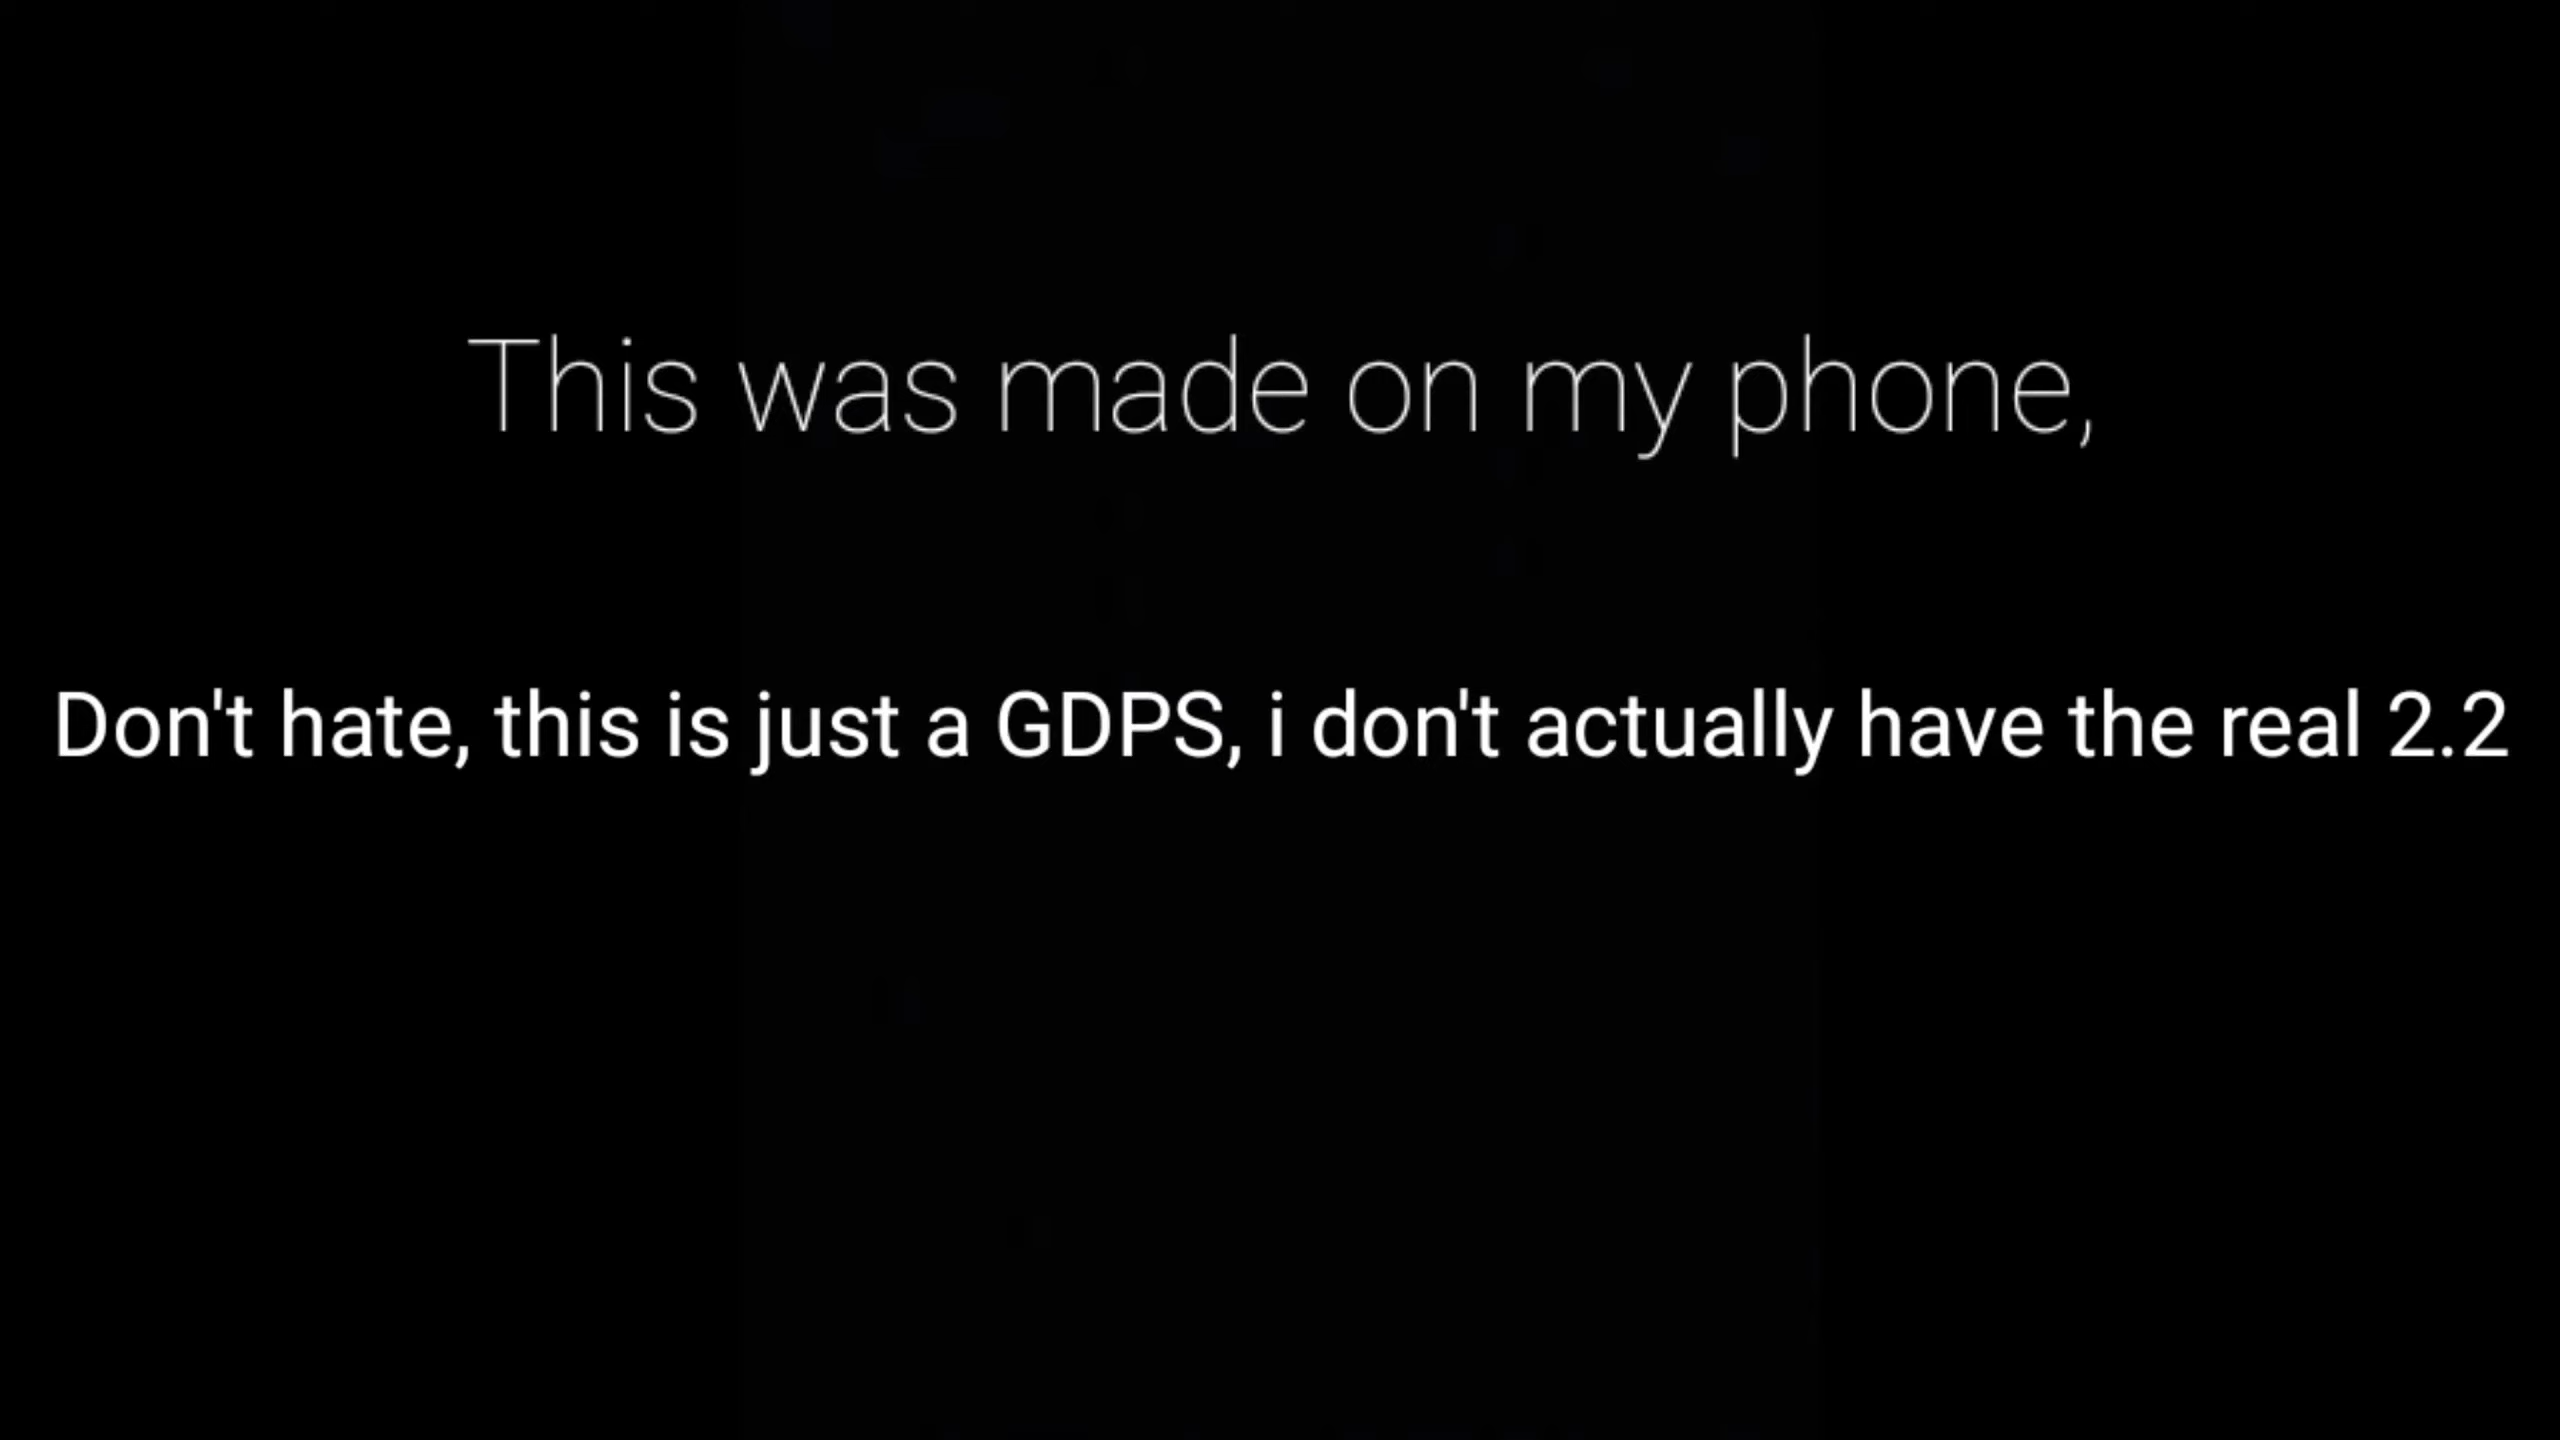 This was made on my phone,
Don't hate, this is just a GDPS, i don't actually have the real 2.2